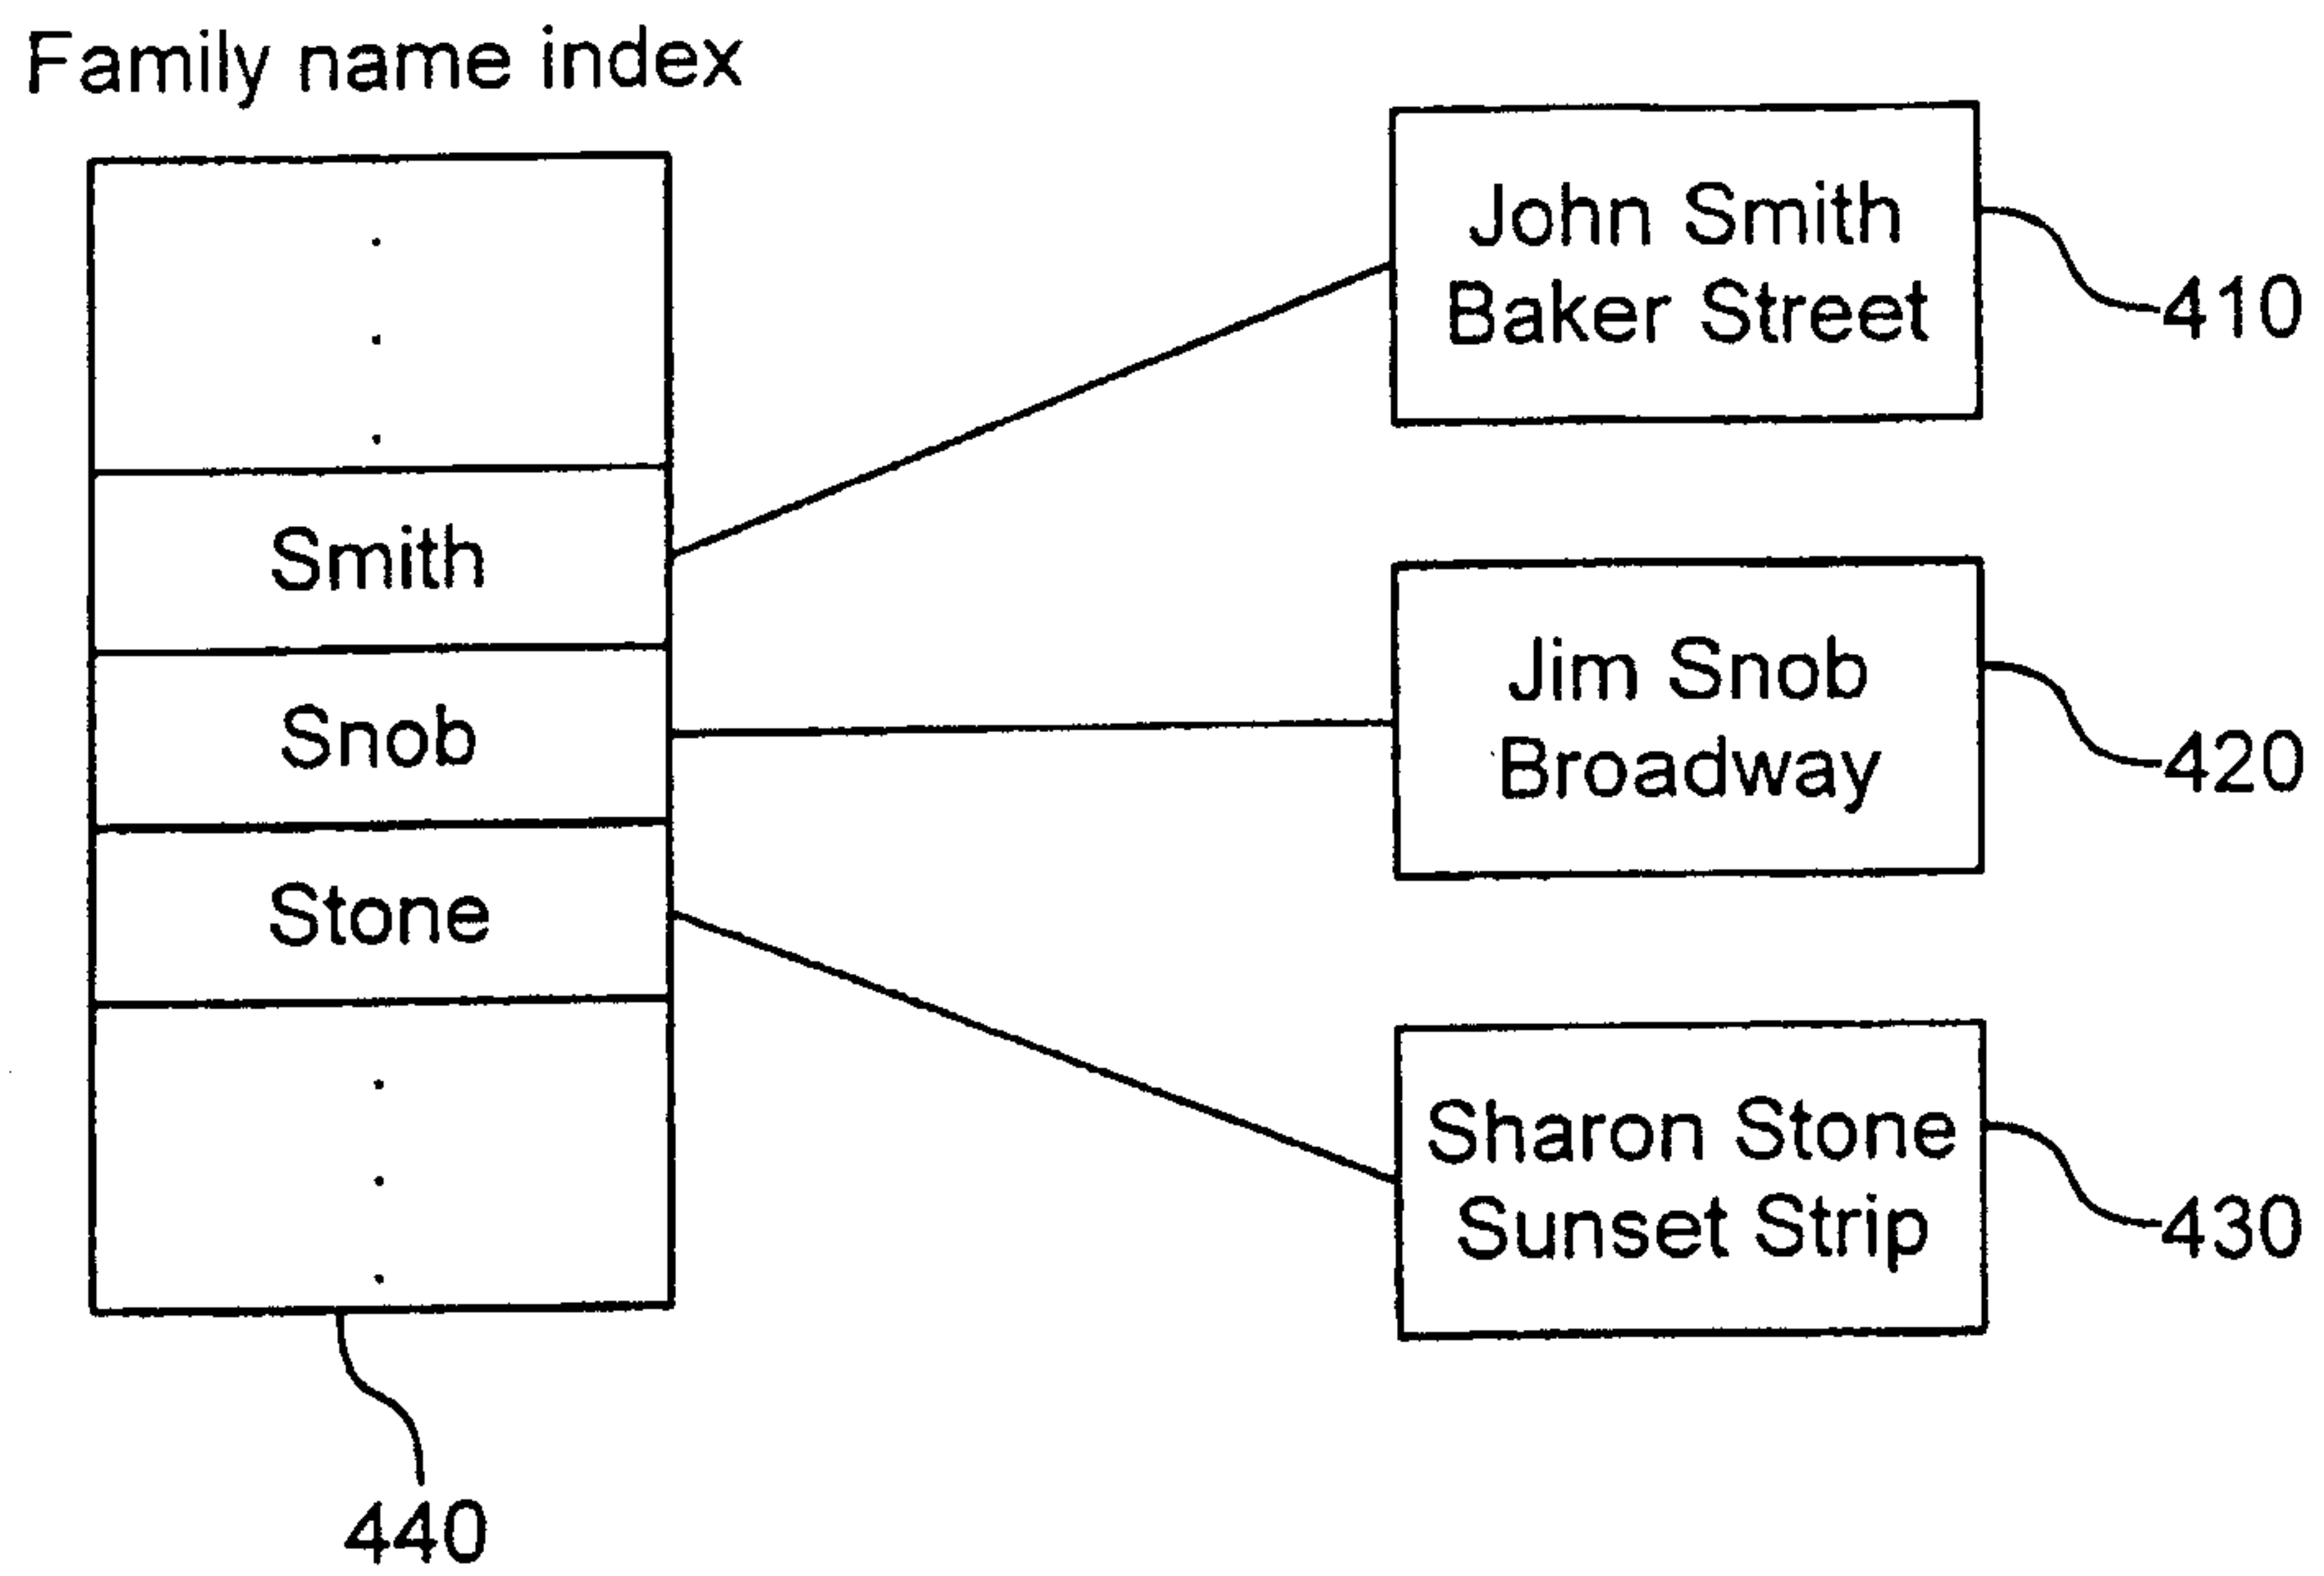 Family name index
John Smith
Baker Street
410
Smith
Jim Snob
Broadway
420
Snob
Stone
Sharon Stone
Sunset Strip
430
440